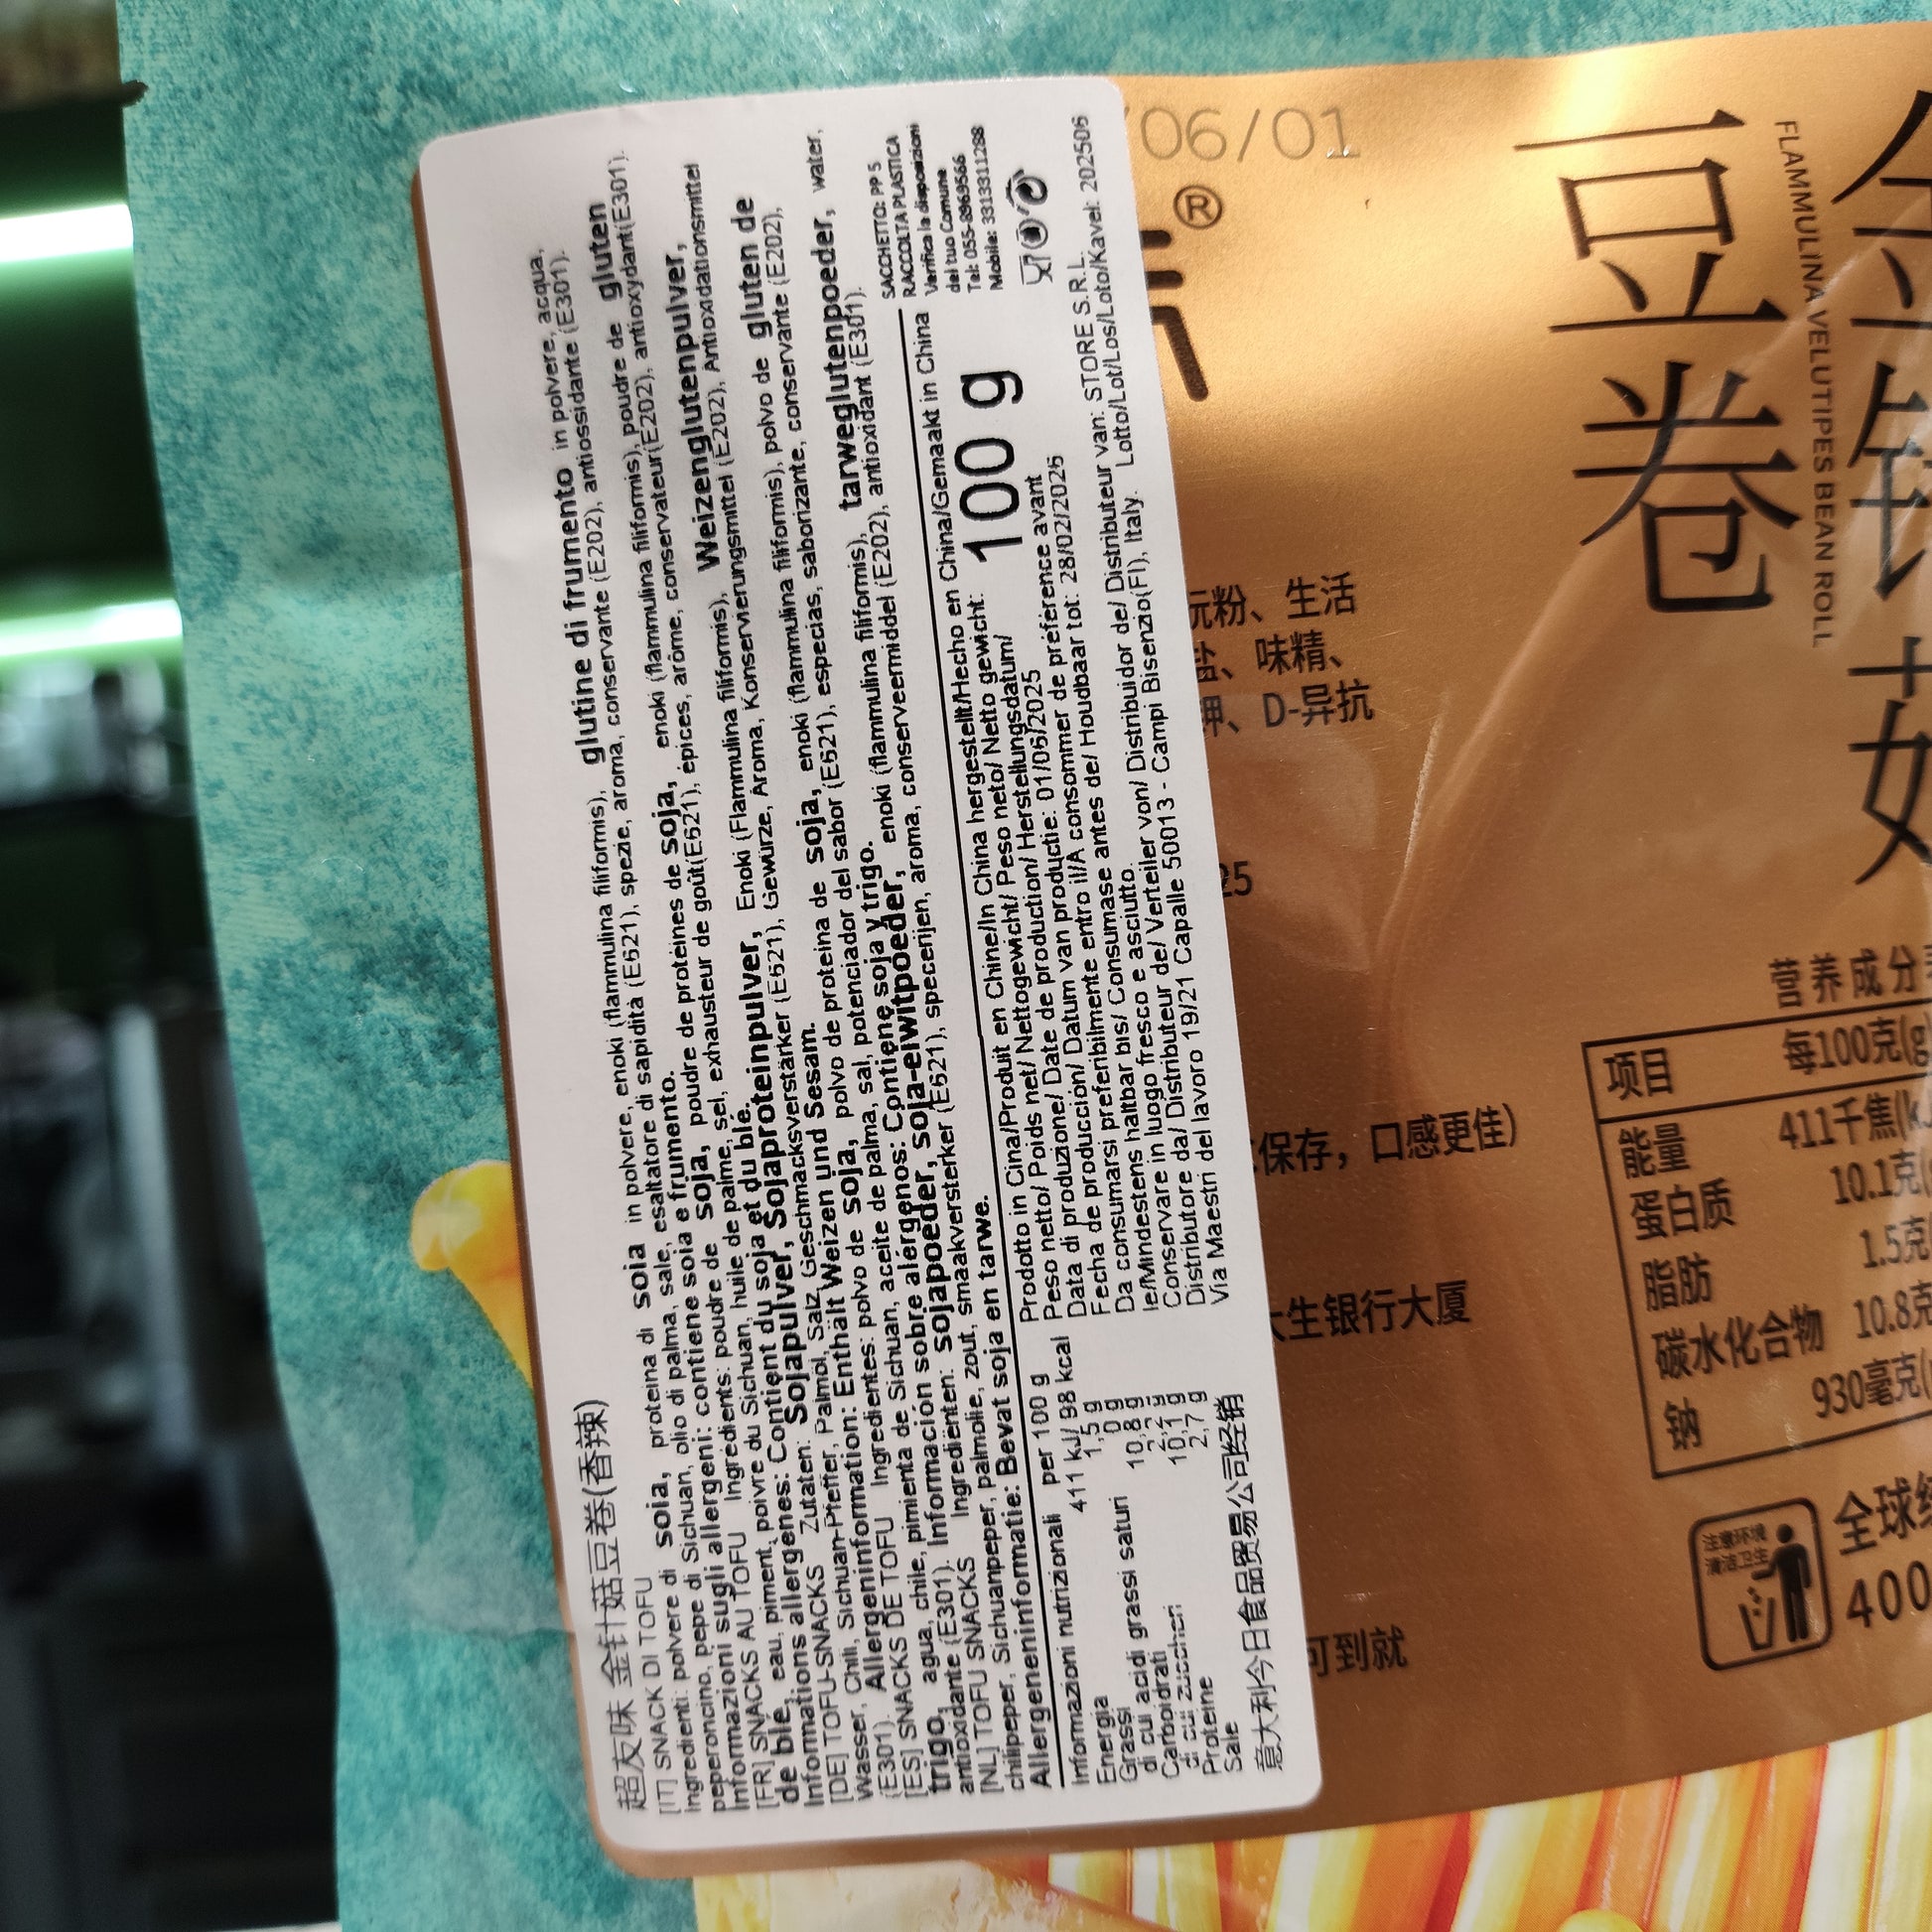 超友味 金针菇豆卷(香辣)
[IT] SNACK DI TOFU
Ingredienti: polvere di soia, proteina di soia in polvere, enoki (flammulina filiformis), glutine di frumento in polvere, acqua,
peperoncino, pepe di Sichuan, olio di palma, sale, esaltatore di sapidità (E621), spezie, aroma, conservante (E202), antiossidante (E301).
Informazioni sugli allergeni: contiene soia e frumento.
[FR] SNACKS AU TOFU Ingrédients: poudre de soja, poudre de protéines de soja, enoki (flammulina filiformis), poudre de gluten
de blé, eau, piment, poivre du Sichuan, huile de palme, sel, exhausteur de goût(E621), épices, arôme, conservateur(E202), antioxydant(E301).
Informations allergènes: Contient du soja et du blé.
[DE] TOFU-SNACKS Zutaten: Sojapulver, Sojaproteinpulver, Enoki (Flammulina filiformis), Weizenglutenpulver,
Wasser, Chili, Sichuan-Pfeffer, Palmöl, Salz, Geschmacksverstärker (E621), Gewürze, Aroma, Konservierungsmittel (E202), Antioxidationsmittel
(E301). Allergeninformation: Enthält Weizen und Sesam.
[ES] SNACKS DE TOFU Ingredientes: polvo de soja, polvo de proteína de soja, enoki (flammulina filiformis), polvo de gluten de
trigo, agua, chile, pimienta de Sichuan, aceite de palma, sal, potenciador del sabor (E621), especias, saborizante, conservante (E202),
antioxidante (E301). Información sobre alérgenos: Contiene soja y trigo.
[NL] TOFU SNACKS Ingrediënten: sojapoeder, soja-eiwitpoeder, enoki (flammulina filiformis), tarweglutenpoeder, water,
chilipeper, Sichuanpeper, palmolie, zout, smaakversterker (E621), specerijen, aroma, conserveermiddel (E202), antioxidant (E301).
Allergeneninformatie: Bevat soja en tarwe.
Informazioni nutrizionali per 100 g
Energia 411 kJ/ 98 kcal
Grassi 1,5 g
di cui acidi grassi saturi 0 g
Carboidrati 10,8 g
di cui zuccheri 2,2 g
Proteine 10,1 g
Sale 2,7 g
意大利今日食品贸易公司经销
Prodotto in Cina/Produit en Chine/In China hergestellt/Hecho en China/Gemaakt in China
Peso netto/ Poids net/ Nettogewicht/ Peso neto/ Netto gewicht: 100 g
Data di produzione/ Date de production/ Herstellungsdatum/
Fecha de producción/ Datum van productie: 01/06/2025
Da consumarsi preferibilmente entro il/A consommer de préférence avant
le/Mindestens haltbar bis/ Consumase antes de/ Houdbaar tot: 28/02/2026
Conservare in luogo fresco e asciutto.
Distributore da/ Distributeur de/ Verteiler von/ Distribuidor de/ Distributeur van: STORE S.R.L.
Via Maestri del lavoro 19/21 Capalle 50013 - Campi Bisenzio(FI), Italy. Lotto/Lot/Los/Loto/Kavel: 202506
SACCHETTO: PP 5
RACCOLTA PLASTICA
Verifica le disposizioni
del tuo Comune
Tel: 055-8969566
Mobile: 3313311288
06/01
®
豆卷
FLAMMULINA VELUTIPES BEAN ROLL
金针菇
粉、生活
、味精、
、D-异抗
25
保存，口感更佳)
生银行大厦
可到就
营养成分
项目 每100克(g
能量 411千焦(k
蛋白质 10.1克
脂肪 1.5克
碳水化合物 10.8克
钠 930毫克
注意环境
清洁卫生
全球
400